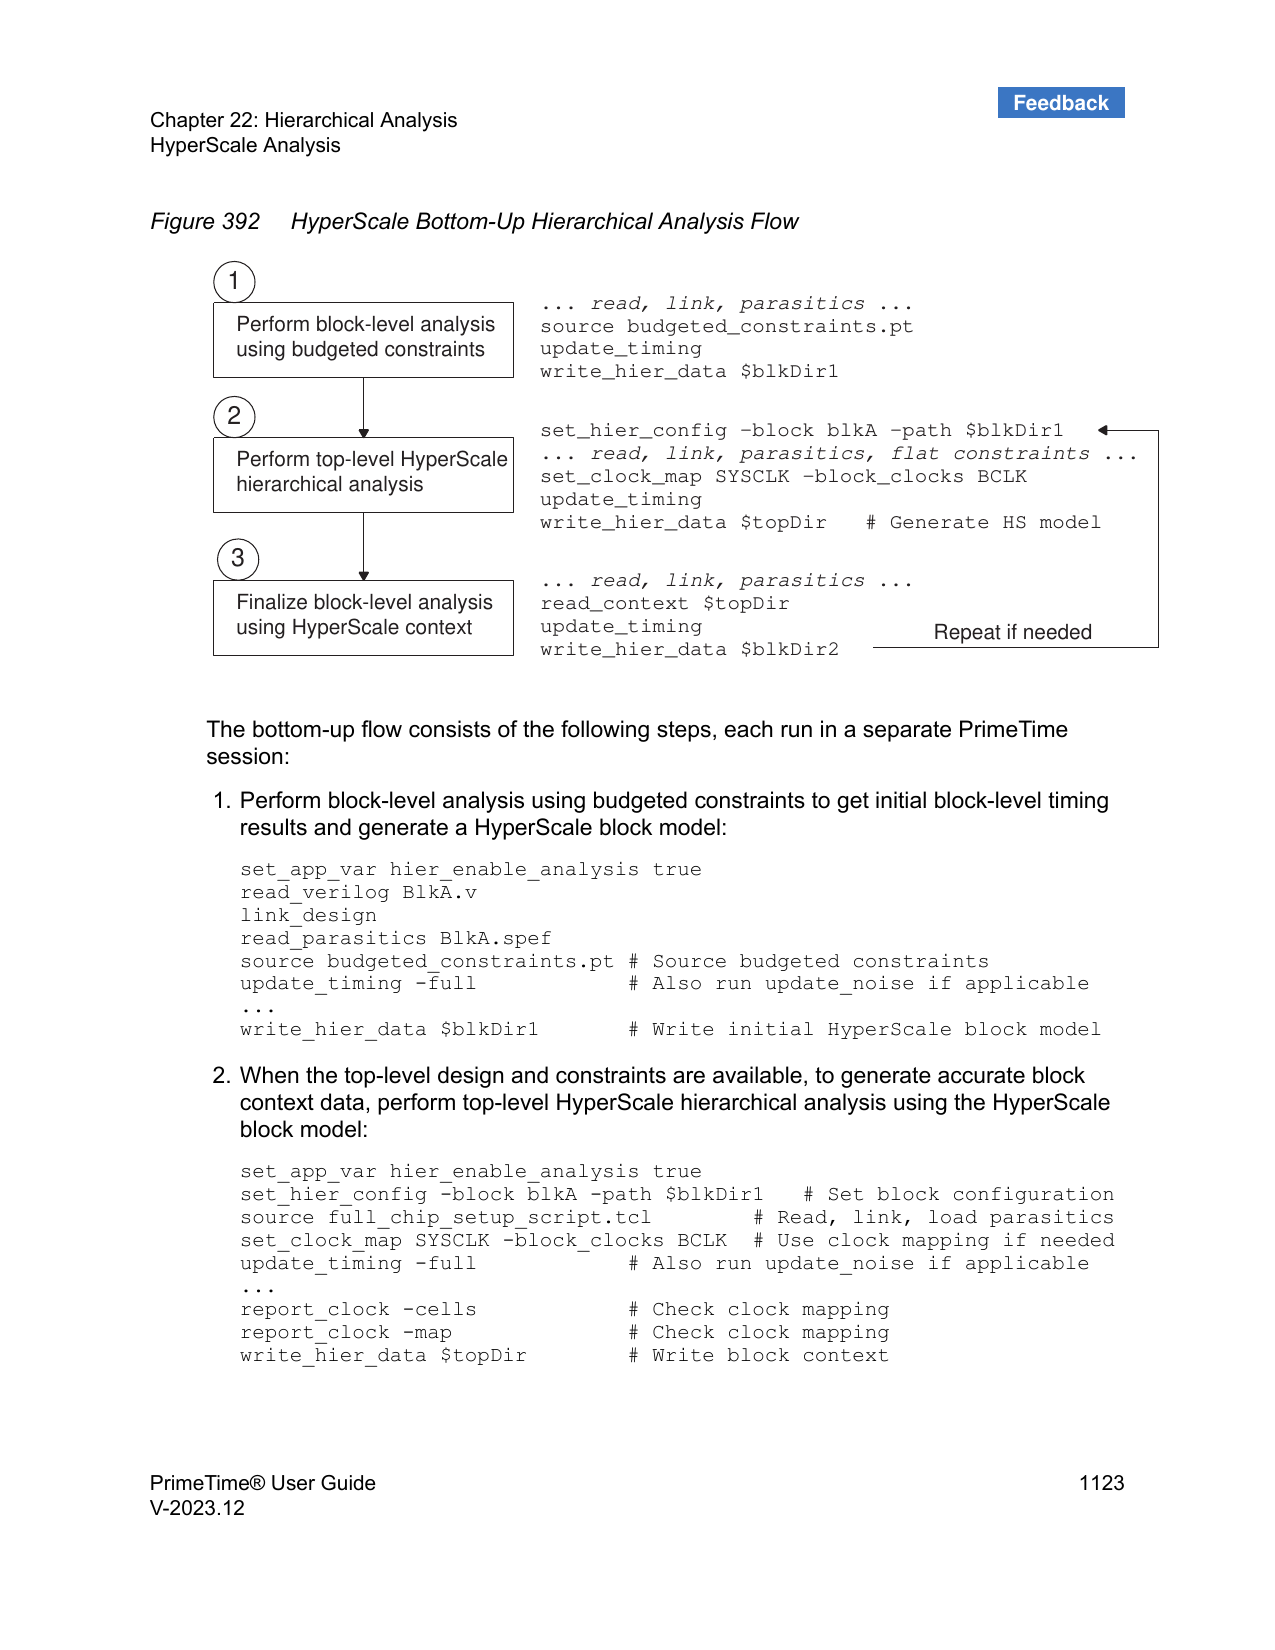 Feedback
Chapter 22: Hierarchical Analysis
HyperScale Analysis
Figure 392 HyperScale Bottom-Up Hierarchical Analysis Flow
1
Perform block-level analysis
using budgeted constraints
... read, link, parasitics ...
source budgeted_constraints.pt
update_timing
write_hier_data $blkDir1
2
Perform top-level HyperScale
hierarchical analysis
set_hier_config -block blkA -path $blkDir1
... read, link, parasitics, flat constraints ...
set_clock_map SYSCLK -block_clocks BCLK
update_timing
write_hier_data $topDir # Generate HS model
3
Finalize block-level analysis
using HyperScale context
... read, link, parasitics ...
read_context $topDir
update_timing
write_hier_data $blkDir2
Repeat if needed
The bottom-up flow consists of the following steps, each run in a separate PrimeTime
session:
1. Perform block-level analysis using budgeted constraints to get initial block-level timing
results and generate a HyperScale block model:
set_app_var hier_enable_analysis true
read_verilog BlkA.v
link_design
read_parasitics BlkA.spef
source budgeted_constraints.pt # Source budgeted constraints
update_timing -full # Also run update_noise if applicable
...
write_hier_data $blkDir1 # Write initial HyperScale block model
2. When the top-level design and constraints are available, to generate accurate block
context data, perform top-level HyperScale hierarchical analysis using the HyperScale
block model:
set_app_var hier_enable_analysis true
set_hier_config -block blkA -path $blkDir1 # Set block configuration
source full_chip_setup_script.tcl # Read, link, load parasitics
set_clock_map SYSCLK -block_clocks BCLK # Use clock mapping if needed
update_timing -full # Also run update_noise if applicable
...
report_clock -cells # Check clock mapping
report_clock -map # Check clock mapping
write_hier_data $topDir # Write block context
PrimeTime® User Guide
1123
V-2023.12